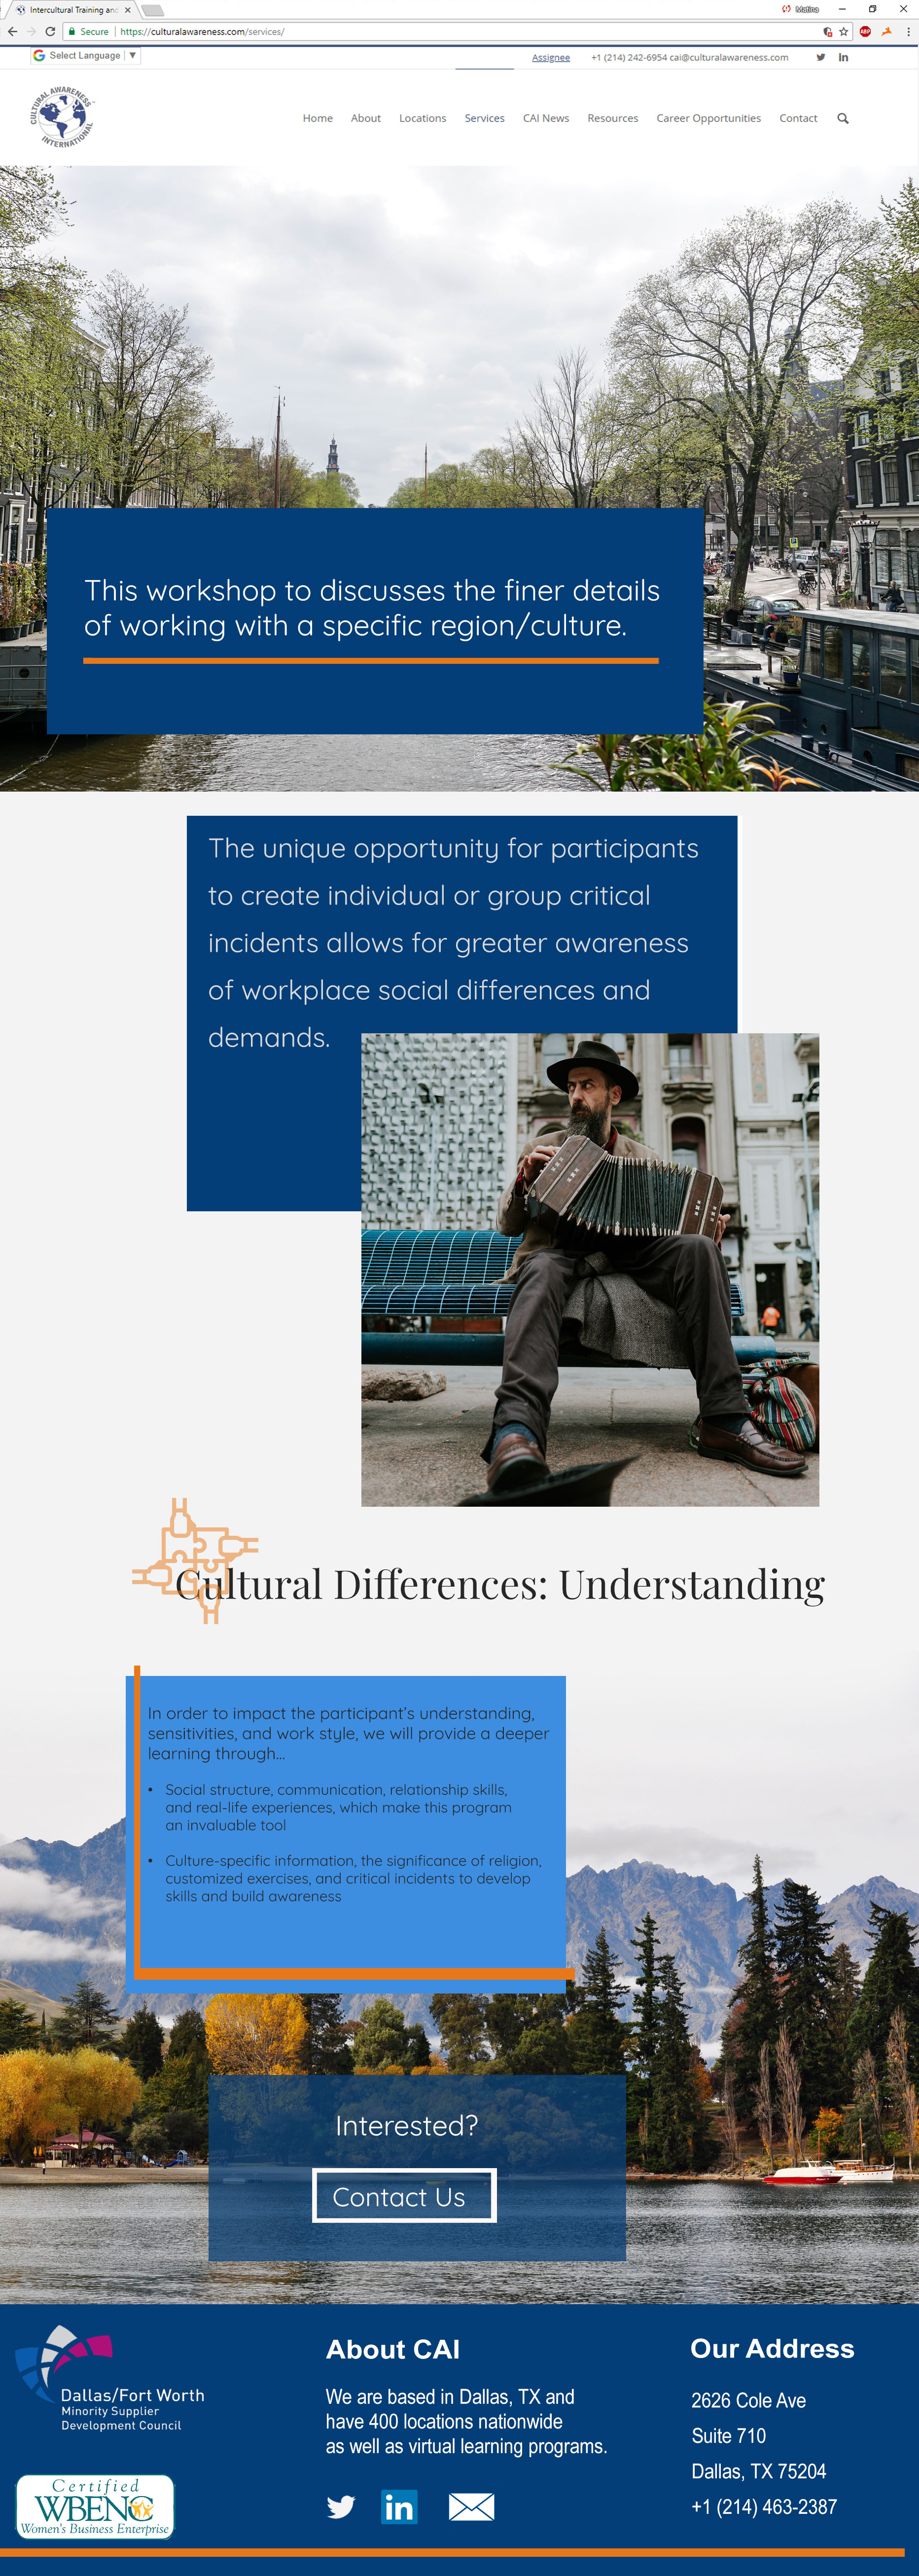 Intercultural Training and
Matina
Secure
https://culturalawareness.com/services/
Select Language
Assignee
+1 (214) 242-6954 cai@culturalawareness.com
CULTURAL AWARENESS
INTERNATIONAL
Home
About
Locations
Services
CAI News
Resources
Career Opportunities
Contact
This workshop to discusses the finer details
of working with a specific region/culture.
The unique opportunity for participants
to create individual or group critical
incidents allows for greater awareness
of workplace social differences and
demands.
Cultural Differences: Understanding
In order to impact the participant's understanding,
sensitivities, and work style, we will provide a deeper
learning through...
• Social structure, communication, relationship skills,
and real-life experiences, which make this program
an invaluable tool
• Culture-specific information, the significance of religion,
customized exercises, and critical incidents to develop
skills and build awareness
Interested?
Contact Us
Dallas/Fort Worth
Minority Supplier
Development Council
Certified
WBENC
Women's Business Enterprise
About CAI
We are based in Dallas, TX and
have 400 locations nationwide
as well as virtual learning programs.
in
Our Address
2626 Cole Ave
Suite 710
Dallas, TX 75204
+1 (214) 463-2387